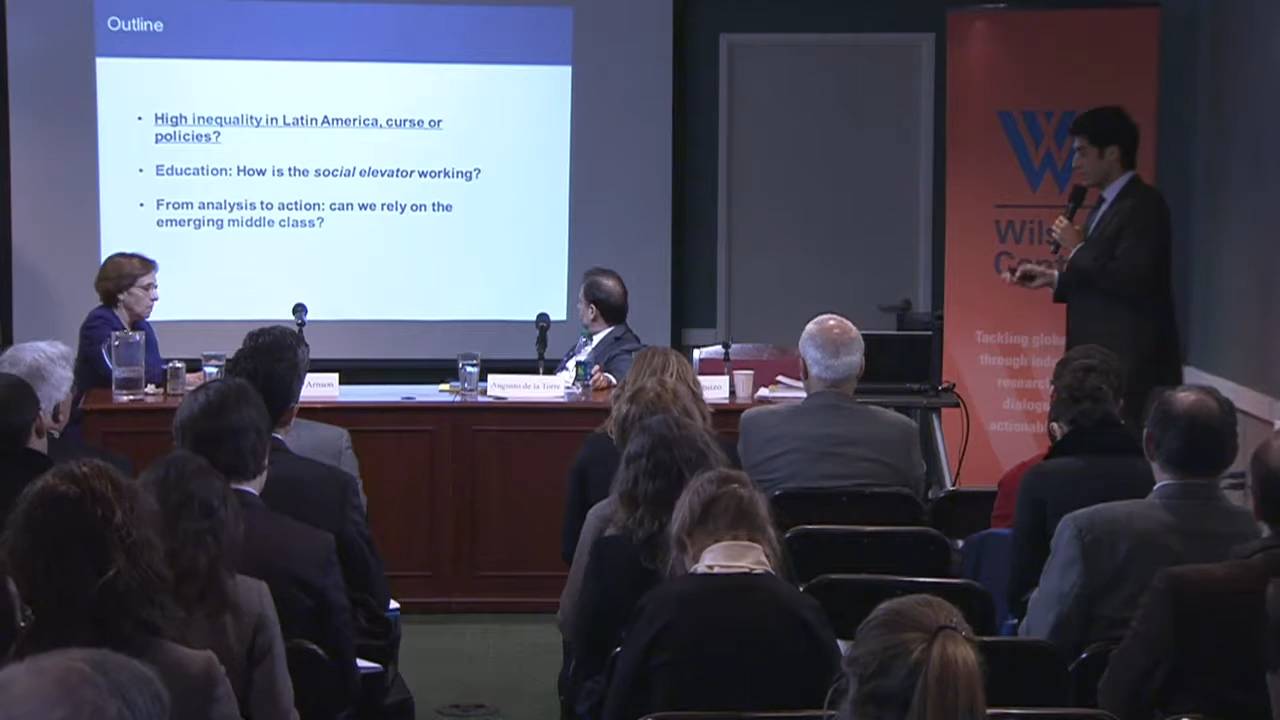 Outline
• High inequality in Latin America, curse or
policies?
• Education: How is the social elevator working?
• From analysis to action: can we rely on the
emerging middle class?
W
Wils
Cent
Tackling globa
through inde
research
dialogu
actionabl
Arnson
Augusto de la Torre